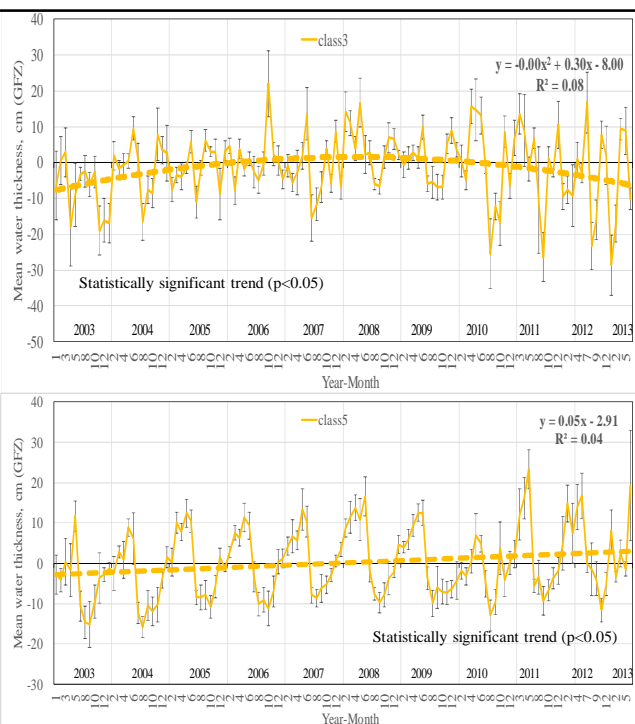 class3
y = -0.00x² + 0.30x - 8.00
R² = 0.08
Mean water thickness, cm (GFZ)
40
30
20
10
0
-10
-20
-30
-40
-50
Statistically significant trend (p<0.05)
2003 2004 2005 2006 2007 2008 2009 2010 2011 2012 2013
Year-Month
class5
y = 0.05x - 2.91
R² = 0.04
Mean water thickness, cm (GFZ)
40
30
20
10
0
-10
-20
-30
Statistically significant trend (p<0.05)
2003 2004 2005 2006 2007 2008 2009 2010 2011 2012 2013
Year-Month